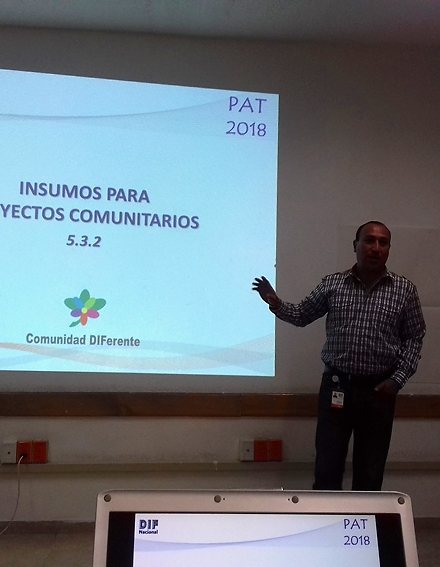 PAT
2018
INSUMOS PARA
YECTOS COMUNITARIOS
5.3.2
Comunidad DIFerente
DIF
Nacional
PAT
2018